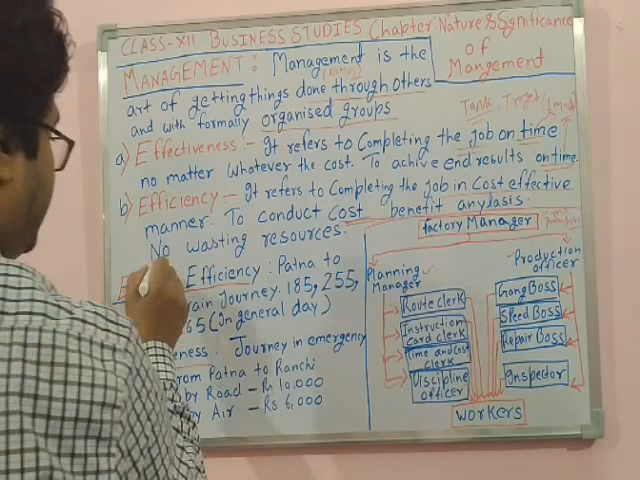 CLASS-XII BUSINESS STUDIES Chapter: Nature & Significance of Mangement
MANAGEMENT: Management is the
art of getting things done through others
and with formally organised groups
Task, Target
a) Effectiveness - It refers to Completing the job on time
no matter whatever the cost. To achive end results on time.
b) Efficiency - It refers to Completing the job in Cost effective
manner. To Conduct cost benefit anylasis.
No wasting resources.
Efficiency: Patna to
Journey. 185, 255,
65 (In general day)
Journey in emergency
from Patna to Ranchi
by Road - Rs 10,000
Air - Rs 6,000
factory Manager
Planning Manager
Route clerk
Instruction card clerk
Time and Cost clerk
Discipline officer
Production officer
Gang Boss
Speed Boss
Repair Boss
Inspector
workers